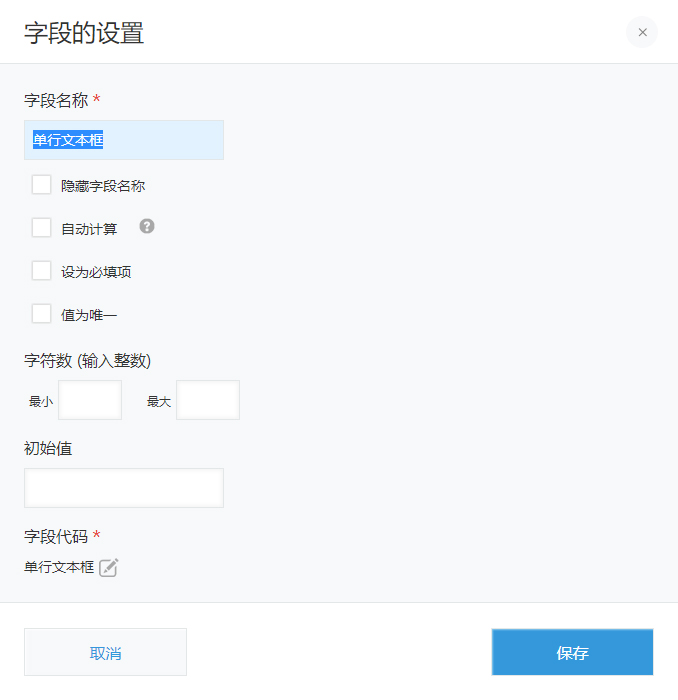 字段的设置
字段名称 *
单行文本框
隐藏字段名称
自动计算 ?
设为必填项
值为唯一
字符数 (输入整数)
最小 最大
初始值
字段代码 *
单行文本框
取消 保存